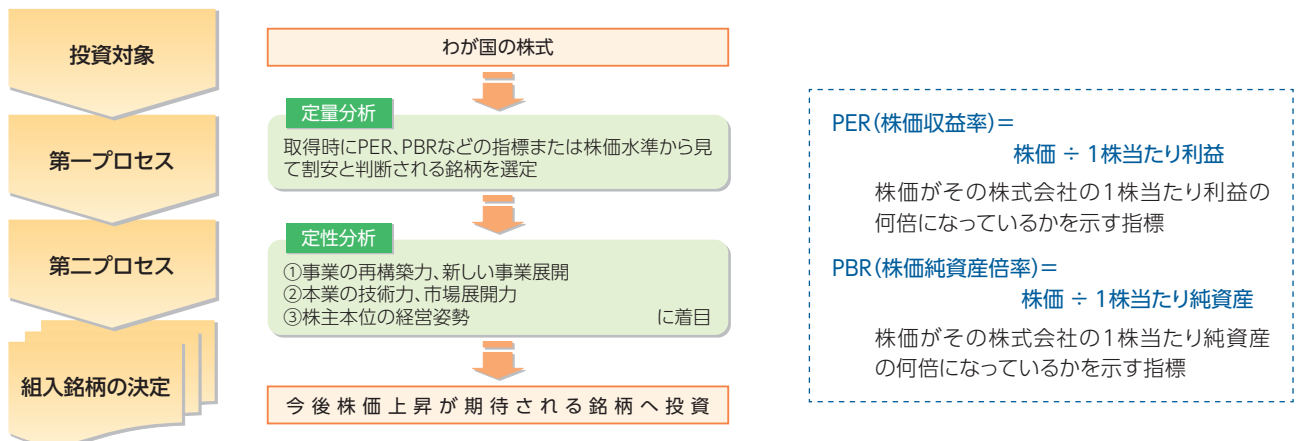 投資対象
わが国の株式
第一プロセス
定量分析
取得時にPER、PBRなどの指標または株価水準から見
て割安と判断される銘柄を選定
第二プロセス
定性分析
①事業の再構築力、新しい事業展開
②本業の技術力、市場展開力
③株主本位の経営姿勢 に着目
組入銘柄の決定
今後株価上昇が期待される銘柄へ投資
PER(株価収益率)=
株価 ÷ 1株当たり利益
株価がその株式会社の1株当たり利益の
何倍になっているかを示す指標
PBR(株価純資産倍率)=
株価 ÷ 1株当たり純資産
株価がその株式会社の1株当たり純資産
の何倍になっているかを示す指標